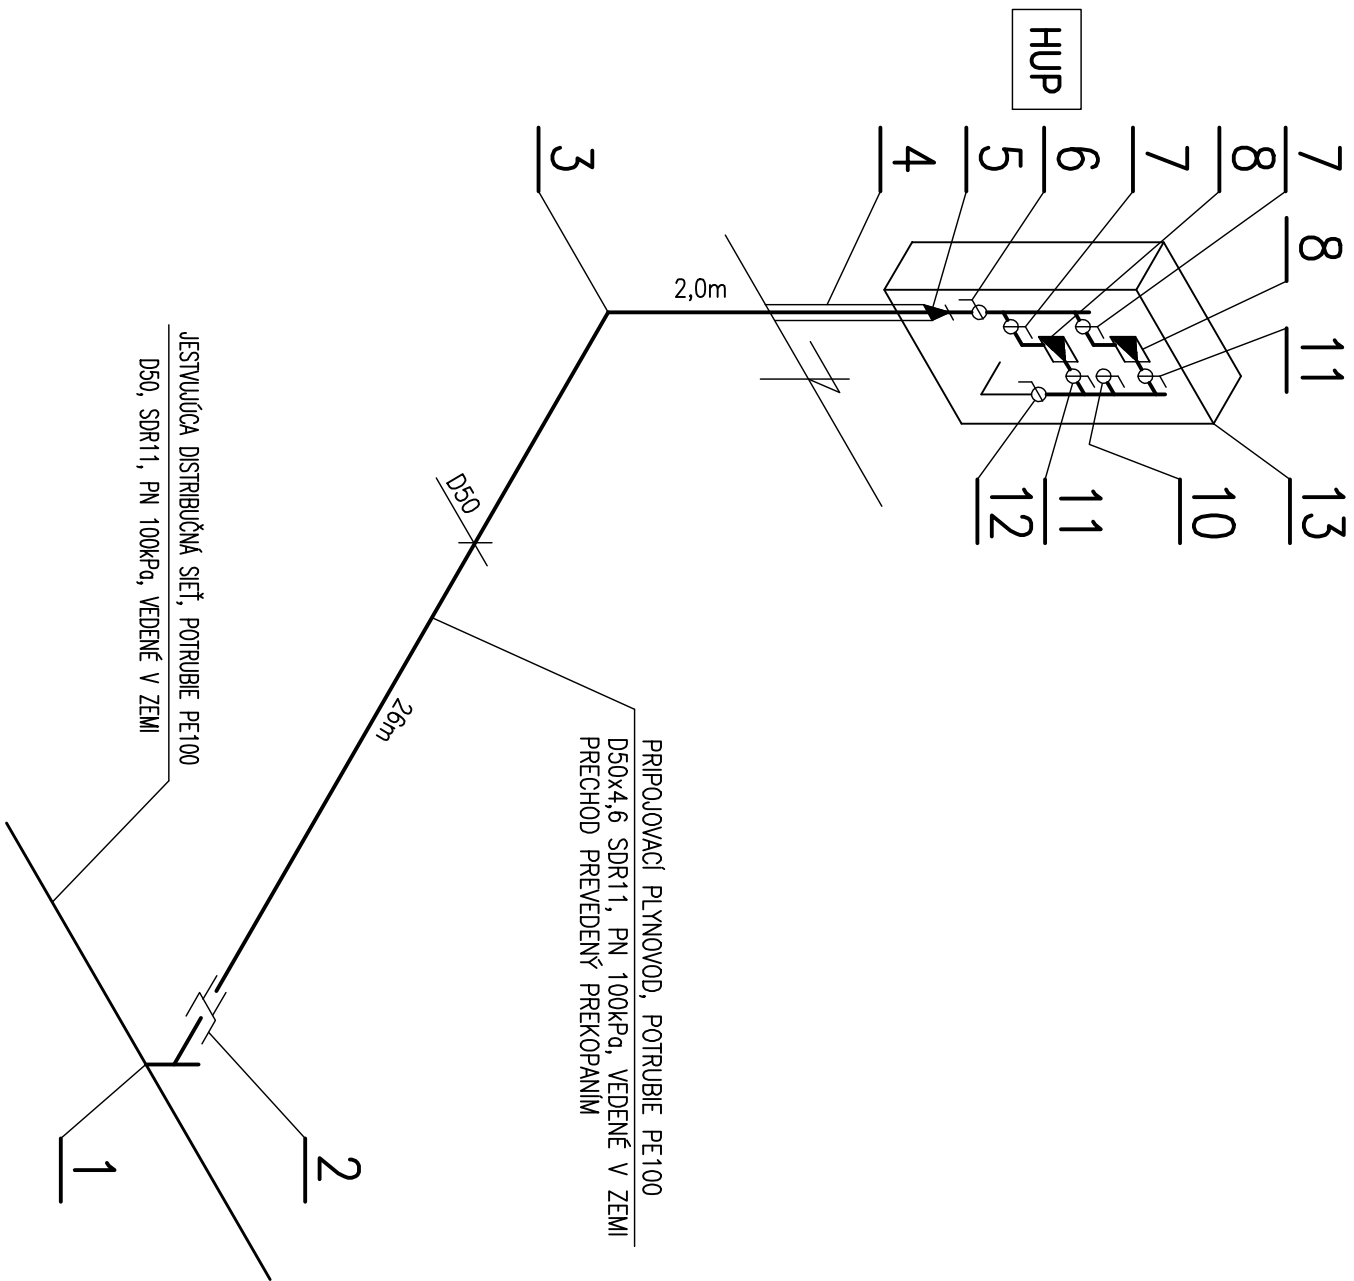 HUP
3
4
5
6
7
8
7
8
11
13
10
11
12
2,0m
D50
26m
PRIPOJOVACÍ PLYNOVOD, POTRUBIE PE100
D50x4,6 SDR11, PN 100kPa, VEDENÉ V ZEMI
PRECHOD PREVEDENÝ PREKOPANÍM
JESTVUJÚCA DISTRIBUČNÁ SIEŤ, POTRUBIE PE100
D50, SDR11, PN 100kPa, VEDENÉ V ZEMI
2
1